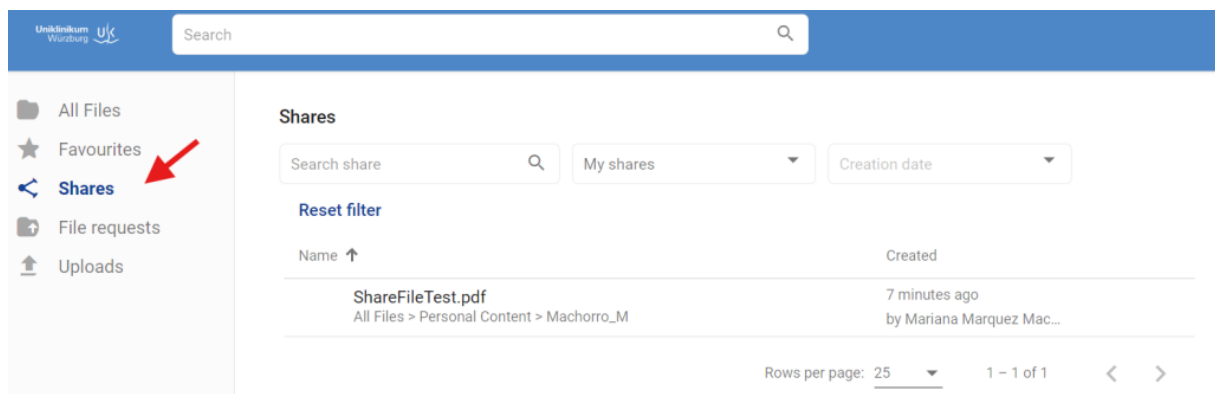 Uniklinikum
Würzburg UK
Search
All Files
Favourites
Shares
File requests
Uploads
Shares
Search share
My shares
Creation date
Reset filter
Name
Created
ShareFileTest.pdf
7 minutes ago
All Files > Personal Content > Machorro_M
by Mariana Marquez Mac...
Rows per page: 25
1 – 1 of 1